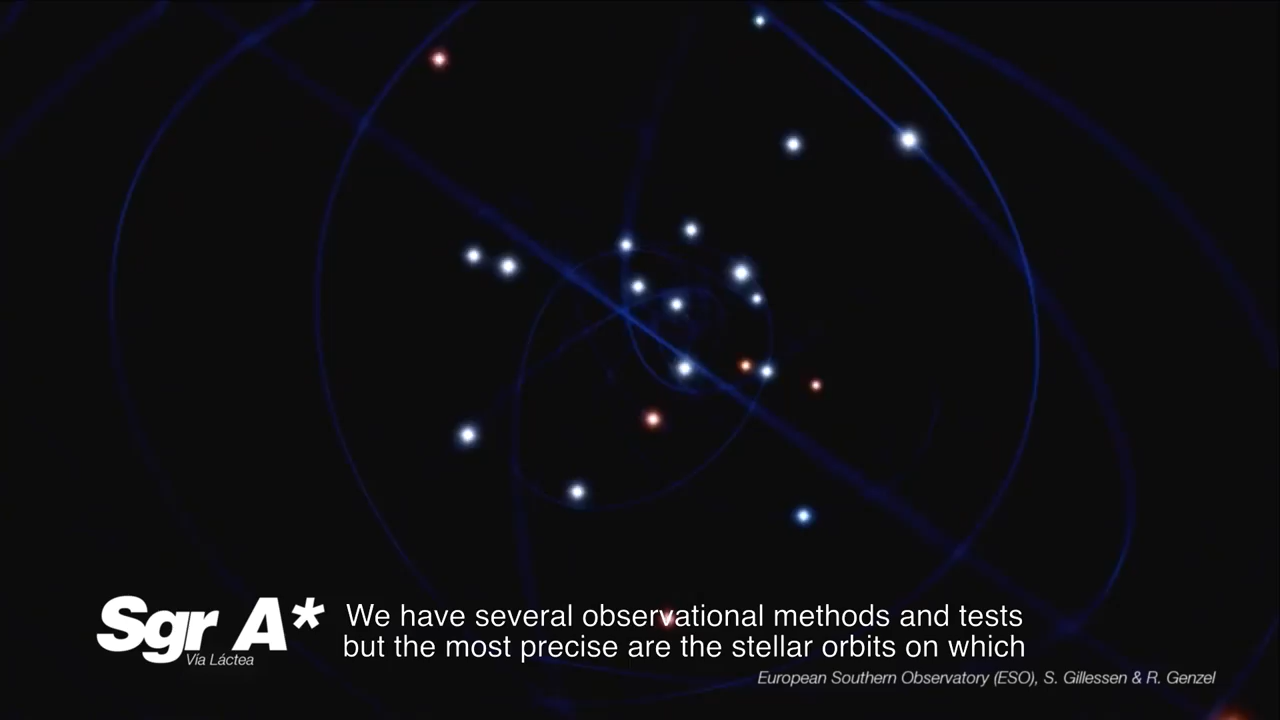 Sgr A*
Vía Láctea
We have several observational methods and tests
but the most precise are the stellar orbits on which
European Southern Observatory (ESO), S. Gillessen & R. Genzel